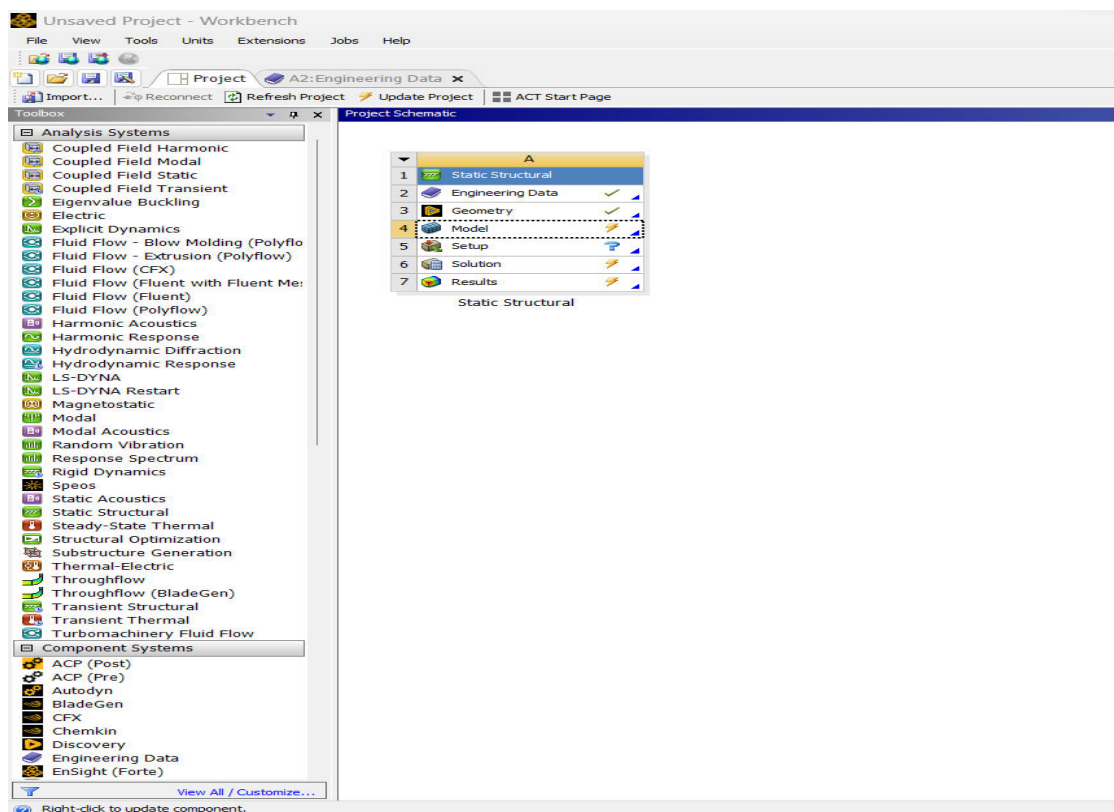 Unsaved Project - Workbench
File View Tools Units Extensions Jobs Help
Project A2:Engineering Data
Import... Reconnect Refresh Project Update Project ACT Start Page
Toolbox
Project Schematic
Analysis Systems
Coupled Field Harmonic
Coupled Field Modal
Coupled Field Static
Coupled Field Transient
Eigenvalue Buckling
Electric
Explicit Dynamics
Fluid Flow - Blow Molding (Polyflo
Fluid Flow - Extrusion (Polyflow)
Fluid Flow (CFX)
Fluid Flow (Fluent with Fluent Me:
Fluid Flow (Fluent)
Fluid Flow (Polyflow)
Harmonic Acoustics
Harmonic Response
Hydrodynamic Diffraction
Hydrodynamic Response
LS-DYNA
LS-DYNA Restart
Magnetostatic
Modal
Modal Acoustics
Random Vibration
Response Spectrum
Rigid Dynamics
Speos
Static Acoustics
Static Structural
Steady-State Thermal
Structural Optimization
Substructure Generation
Thermal-Electric
Throughflow
Throughflow (BladeGen)
Transient Structural
Transient Thermal
Turbomachinery Fluid Flow
Component Systems
ACP (Post)
ACP (Pre)
Autodyn
BladeGen
CFX
Chemkin
Discovery
Engineering Data
EnSight (Forte)
View All / Customize...
A
1 Static Structural
2 Engineering Data
3 Geometry
4 Model
5 Setup
6 Solution
7 Results
Static Structural
Right-click to update component.